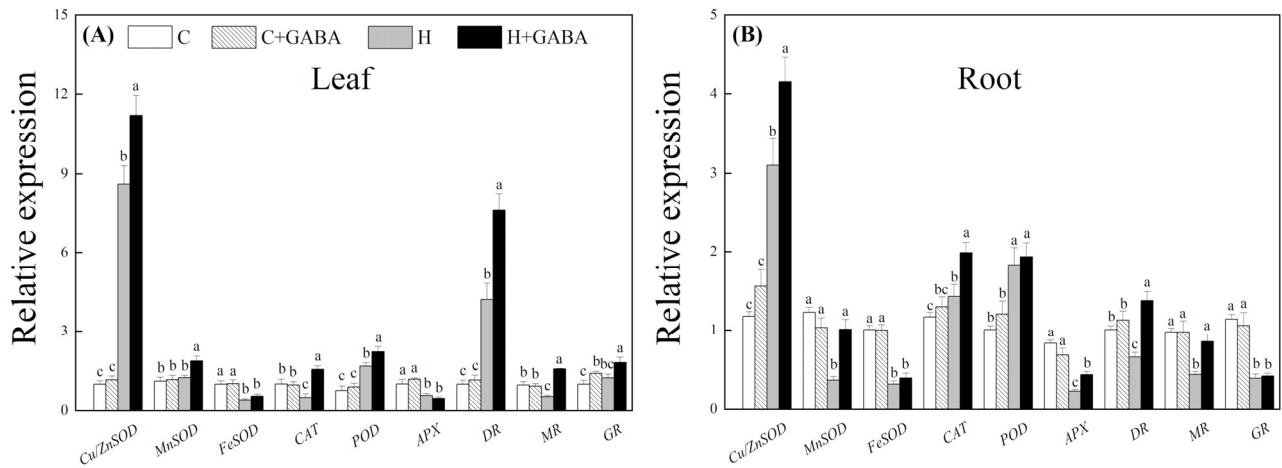 15
12
9
6
3
0
Relative expression
(A) C C+GABA H H+GABA
Leaf
c c b a
b b b a
a a b b
b b c a
c c b a
a a b b
c c b a
b b c a
c b bc a
Cu/ZnSOD MnSOD FeSOD CAT POD APX DR MR GR
5
4
3
2
1
0
Relative expression
(B)
Root
c c b a
a a b a
a a b b
c bc b a
b b a a
a a c b
b b c a
a a b a
a a b b
Cu/ZnSOD MnSOD FeSOD CAT POD APX DR MR GR